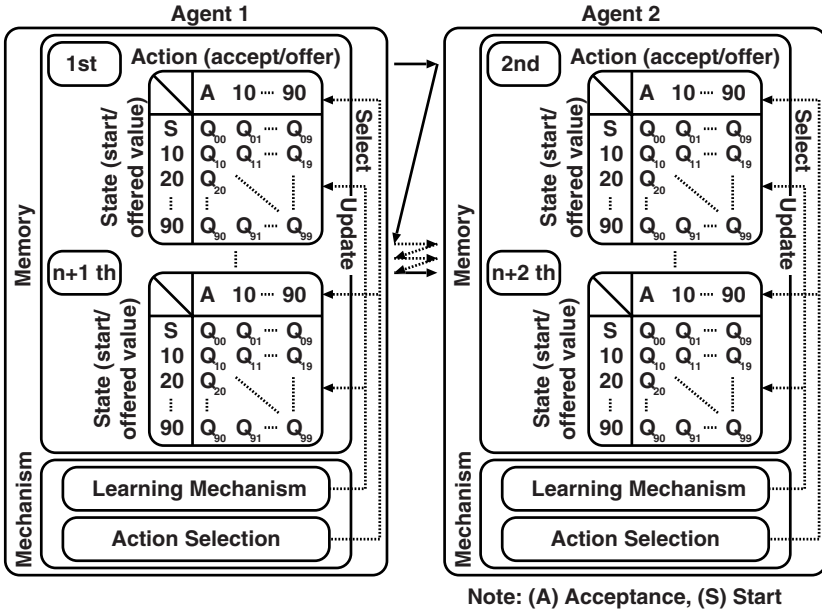 Agent 1
Memory
1st
Action (accept/offer)
State (start/
offered value)
A 10 ···· 90
S Q00 Q01 ···· Q09
10 Q10 Q11 ···· Q19
20 Q20
90 Q90 Q91 ···· Q99
Select
Update
n+1 th
State (start/
offered value)
A 10 ···· 90
S Q00 Q01 ···· Q09
10 Q10 Q11 ···· Q19
20 Q20
90 Q90 Q91 ···· Q99
Mechanism
Learning Mechanism
Action Selection
Agent 2
Memory
2nd
Action (accept/offer)
State (start/
offered value)
A 10 ···· 90
S Q00 Q01 ···· Q09
10 Q10 Q11 ···· Q19
20 Q20
90 Q90 Q91 ···· Q99
Select
Update
n+2 th
State (start/
offered value)
A 10 ···· 90
S Q00 Q01 ···· Q09
10 Q10 Q11 ···· Q19
20 Q20
90 Q90 Q91 ···· Q99
Mechanism
Learning Mechanism
Action Selection
Note: (A) Acceptance, (S) Start